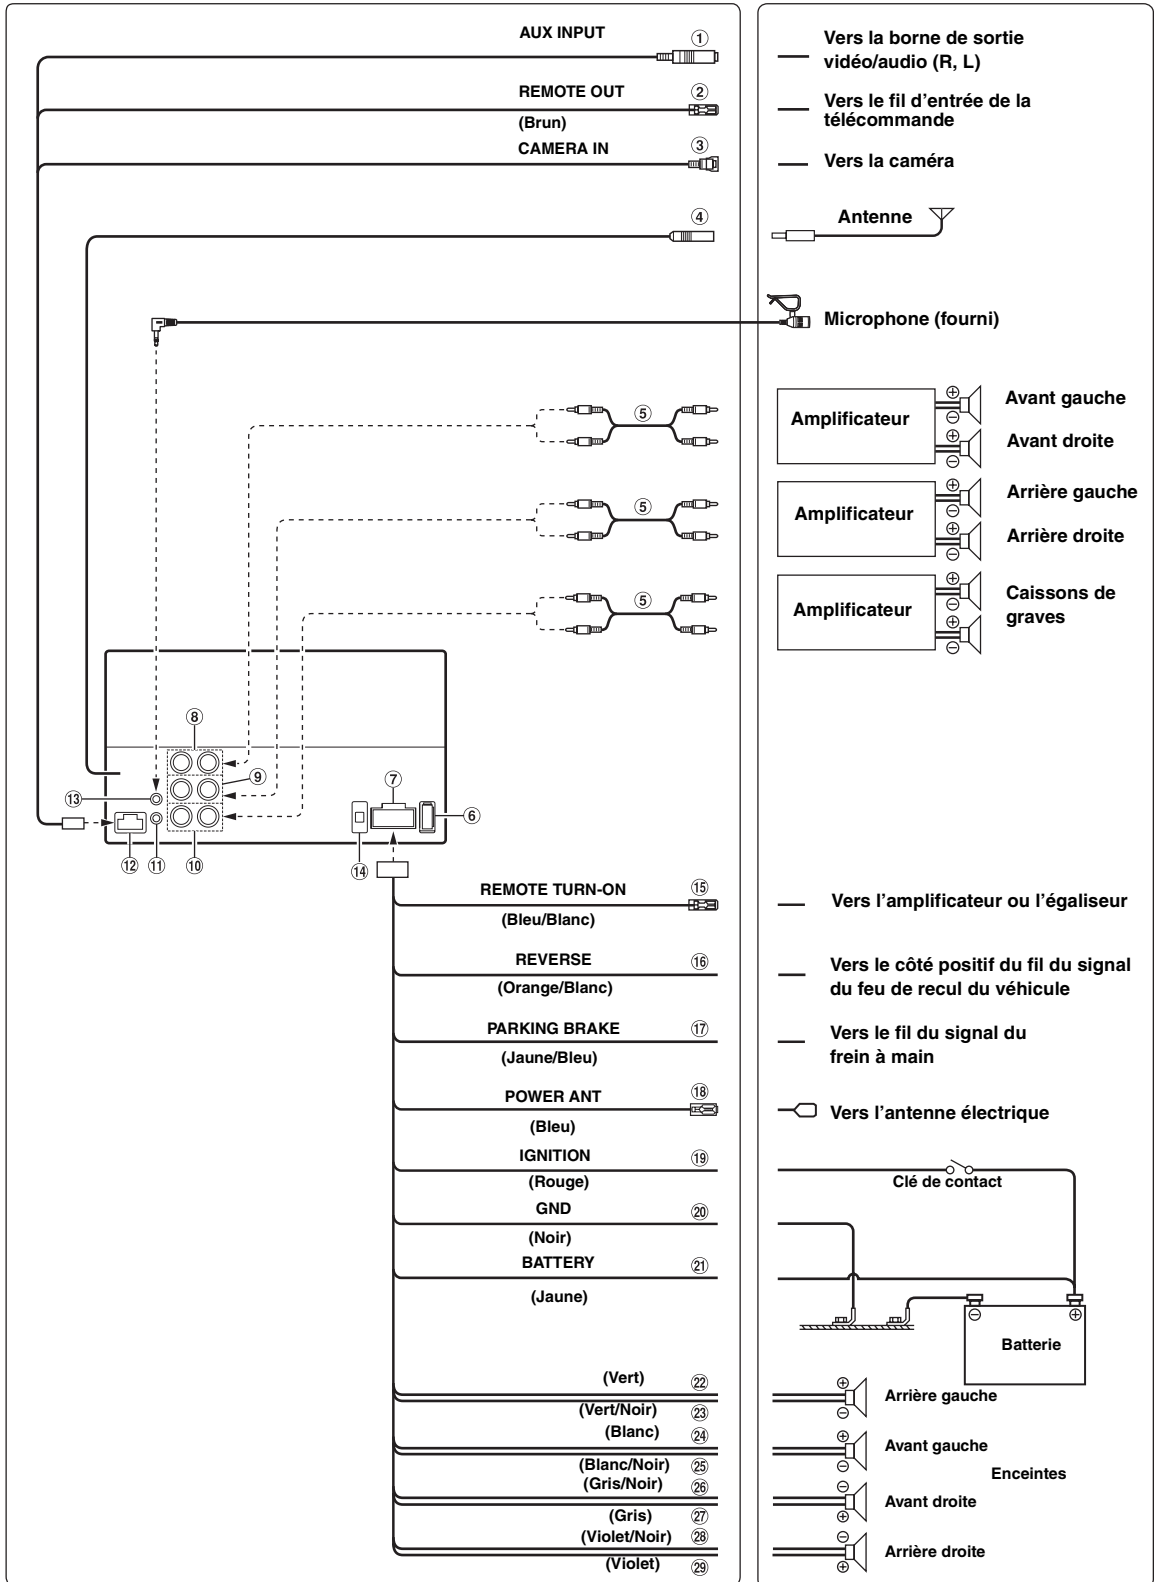 AUX INPUT ①
Vers la borne de sortie
vidéo/audio (R, L)
REMOTE OUT ②
(Brun)
Vers le fil d'entrée de la
télécommande
CAMERA IN ③
Vers la caméra
④
Antenne
Microphone (fourni)
⑤
Amplificateur
⊕
⊖
Avant gauche
⊕
⊖
Avant droite
⑤
Amplificateur
⊕
⊖
Arrière gauche
⊕
⊖
Arrière droite
⑤
Amplificateur
⊕
⊖
⊕
⊖
Caissons de
graves
⑧
⑨
⑦
⑬
⑥
⑫ ⑪ ⑩
⑭
REMOTE TURN-ON ⑮
(Bleu/Blanc)
Vers l'amplificateur ou l'égaliseur
REVERSE ⑯
(Orange/Blanc)
Vers le côté positif du fil du signal
du feu de recul du véhicule
PARKING BRAKE ⑰
(Jaune/Bleu)
Vers le fil du signal du
frein à main
POWER ANT ⑱
(Bleu)
Vers l'antenne électrique
IGNITION ⑲
(Rouge)
Clé de contact
GND ⑳
(Noir)
BATTERY ㉑
(Jaune)
⊖ ⊕
Batterie
(Vert) ㉒
(Vert/Noir) ㉓
⊕
⊖
Arrière gauche
(Blanc) ㉔
(Blanc/Noir) ㉕
⊕
⊖
Avant gauche
Enceintes
(Gris/Noir) ㉖
(Gris) ㉗
⊖
⊕
Avant droite
(Violet/Noir) ㉘
(Violet) ㉙
⊖
⊕
Arrière droite